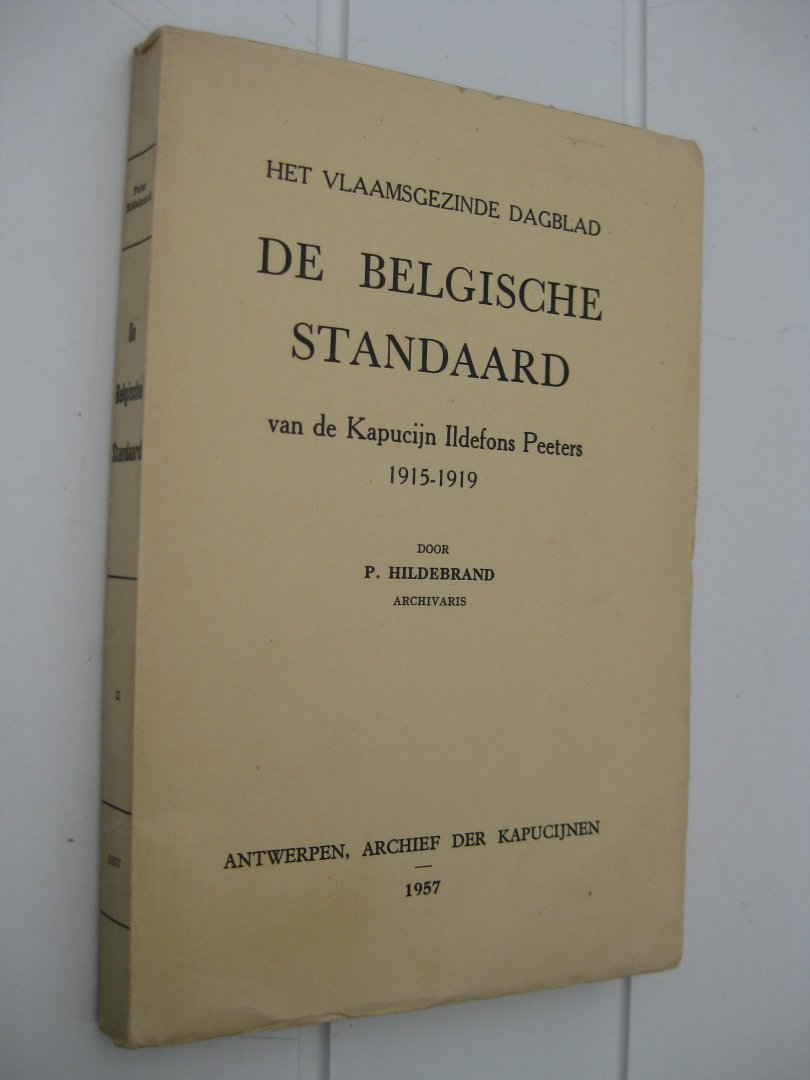 HET VLAAMSGEZINDE DAGBLAD
DE BELGISCHE
STANDAARD
van de Kapucijn Ildefons Peeters
1915-1919
DOOR
P. HILDEBRAND
ARCHIVARIS
ANTWERPEN, ARCHIEF DER KAPUCIJNEN
1957
Pater
Hildebrand
De
Belgische
Standaard
1957